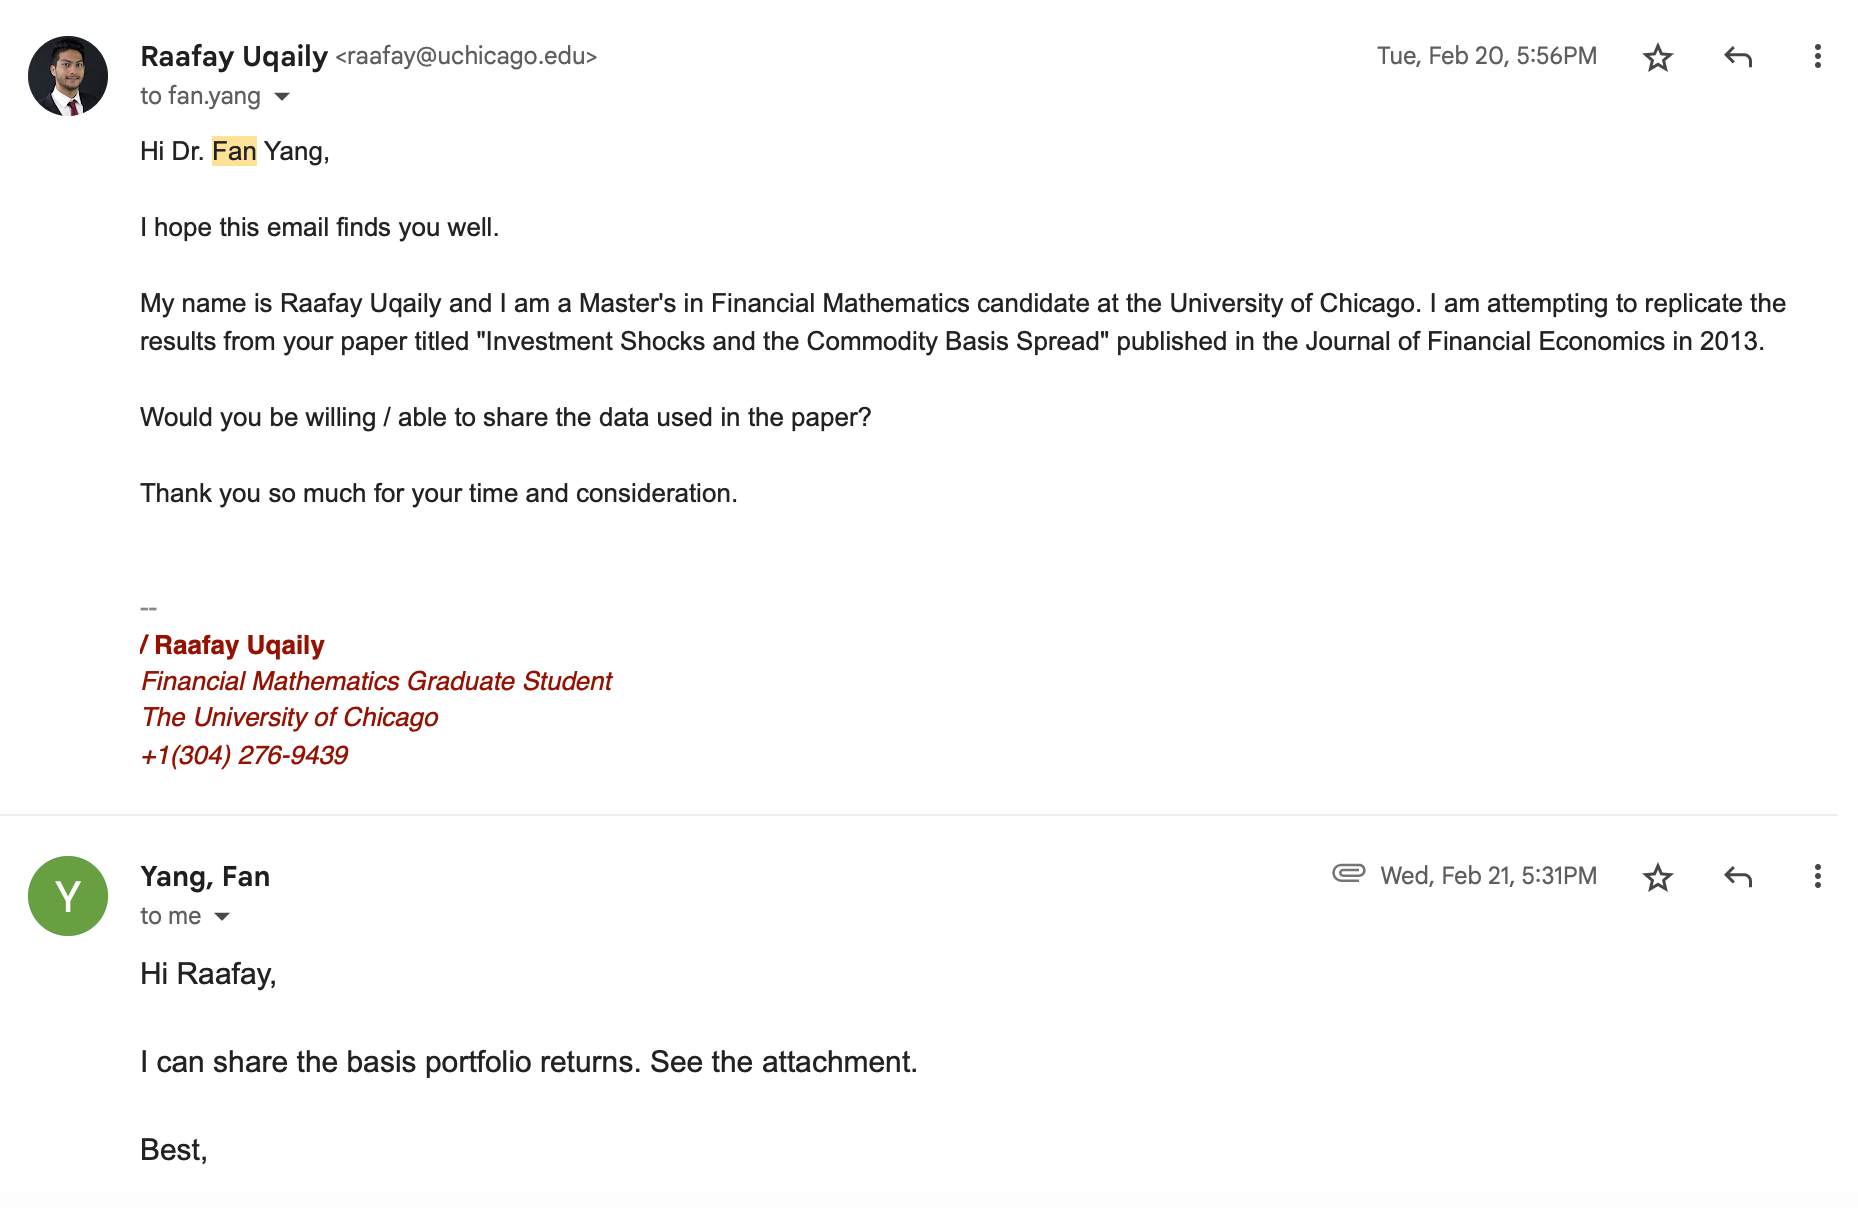 Raafay Uqaily <raafay@uchicago.edu>
Tue, Feb 20, 5:56PM
to fan.yang
Hi Dr. Fan Yang,
I hope this email finds you well.
My name is Raafay Uqaily and I am a Master's in Financial Mathematics candidate at the University of Chicago. I am attempting to replicate the
results from your paper titled "Investment Shocks and the Commodity Basis Spread" published in the Journal of Financial Economics in 2013.
Would you be willing / able to share the data used in the paper?
Thank you so much for your time and consideration.
--
/ Raafay Uqaily
Financial Mathematics Graduate Student
The University of Chicago
+1(304) 276-9439
Y
Yang, Fan
Wed, Feb 21, 5:31PM
to me
Hi Raafay,
I can share the basis portfolio returns. See the attachment.
Best,